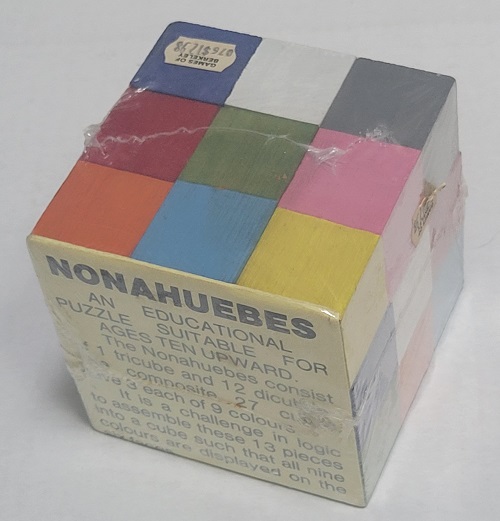 GAMES OF
BERKELEY
NONAHUEBES
AN EDUCATIONAL
PUZZLE SUITABLE FOR
AGES TEN UPWARD.
The Nonahuebes consist
1 tricube and 12
composite 27
3 each of 9 colours
It is a challenge in logic
to assemble these 13 pieces
into a cube such that all nine
colours are displayed on the